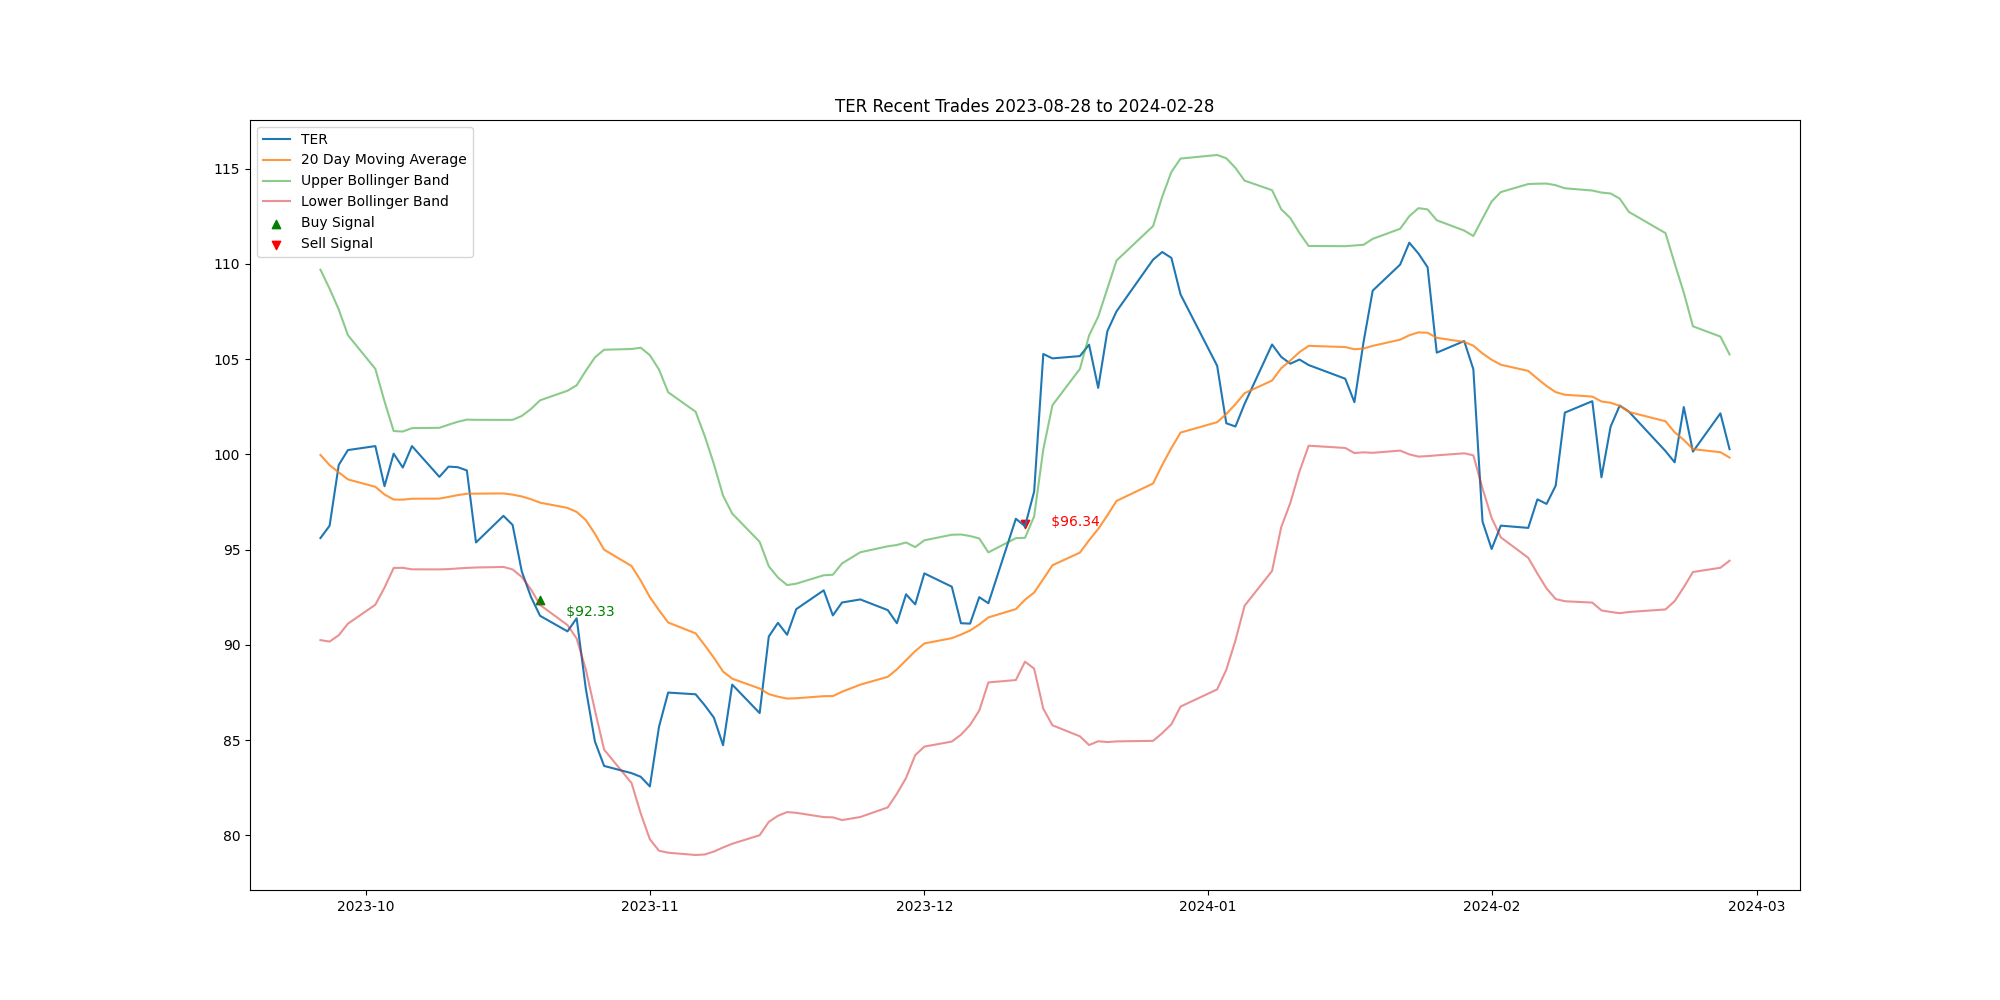 TER Recent Trades 2023-08-28 to 2024-02-28
TER
20 Day Moving Average
Upper Bollinger Band
Lower Bollinger Band
Buy Signal
Sell Signal
115
110
105
100
95
90
85
80
$96.34
$92.33
2023-10
2023-11
2023-12
2024-01
2024-02
2024-03